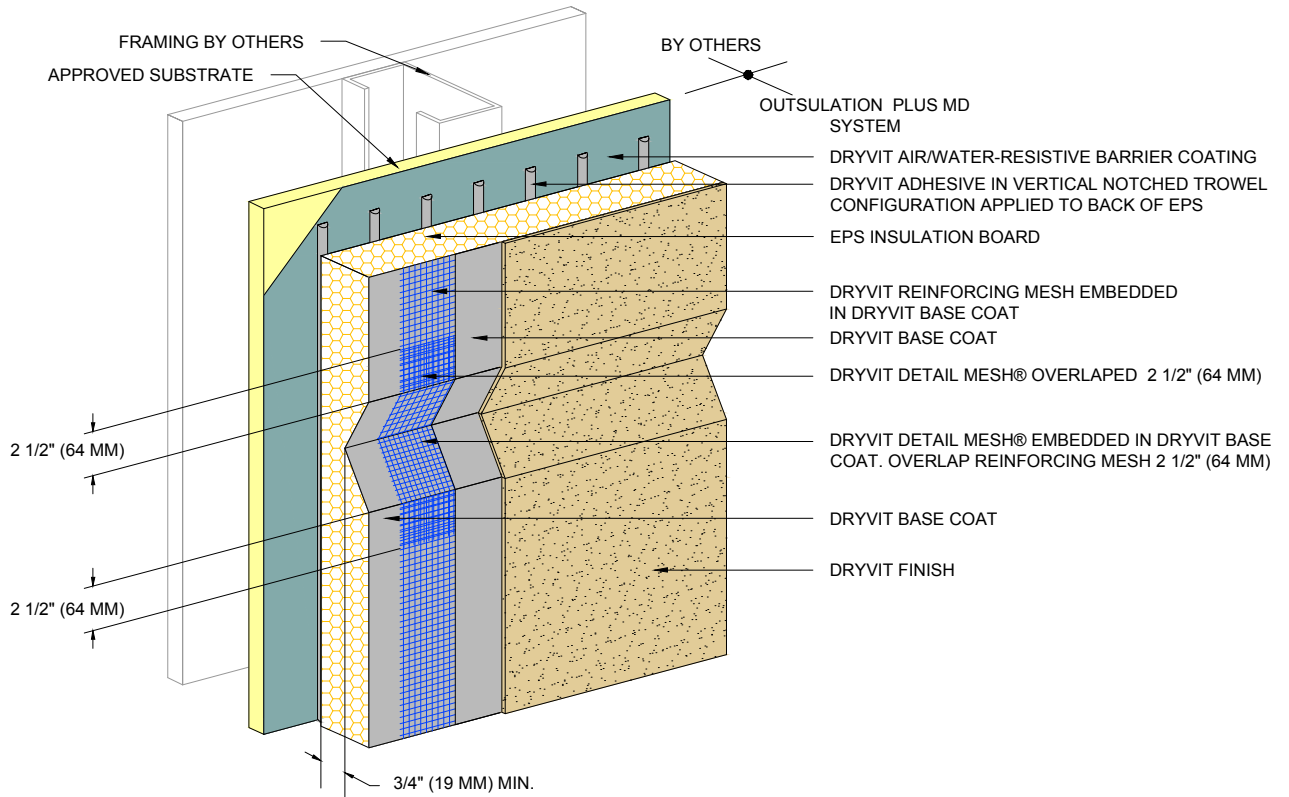 FRAMING BY OTHERS
APPROVED SUBSTRATE
BY OTHERS
OUTSULATION PLUS MD
SYSTEM
DRYVIT AIR/WATER-RESISTIVE BARRIER COATING
DRYVIT ADHESIVE IN VERTICAL NOTCHED TROWEL
CONFIGURATION APPLIED TO BACK OF EPS
EPS INSULATION BOARD
DRYVIT REINFORCING MESH EMBEDDED
IN DRYVIT BASE COAT
DRYVIT BASE COAT
DRYVIT DETAIL MESH® OVERLAPED 2 1/2" (64 MM)
DRYVIT DETAIL MESH® EMBEDDED IN DRYVIT BASE
COAT. OVERLAP REINFORCING MESH 2 1/2" (64 MM)
DRYVIT BASE COAT
DRYVIT FINISH
2 1/2" (64 MM)
2 1/2" (64 MM)
3/4" (19 MM) MIN.